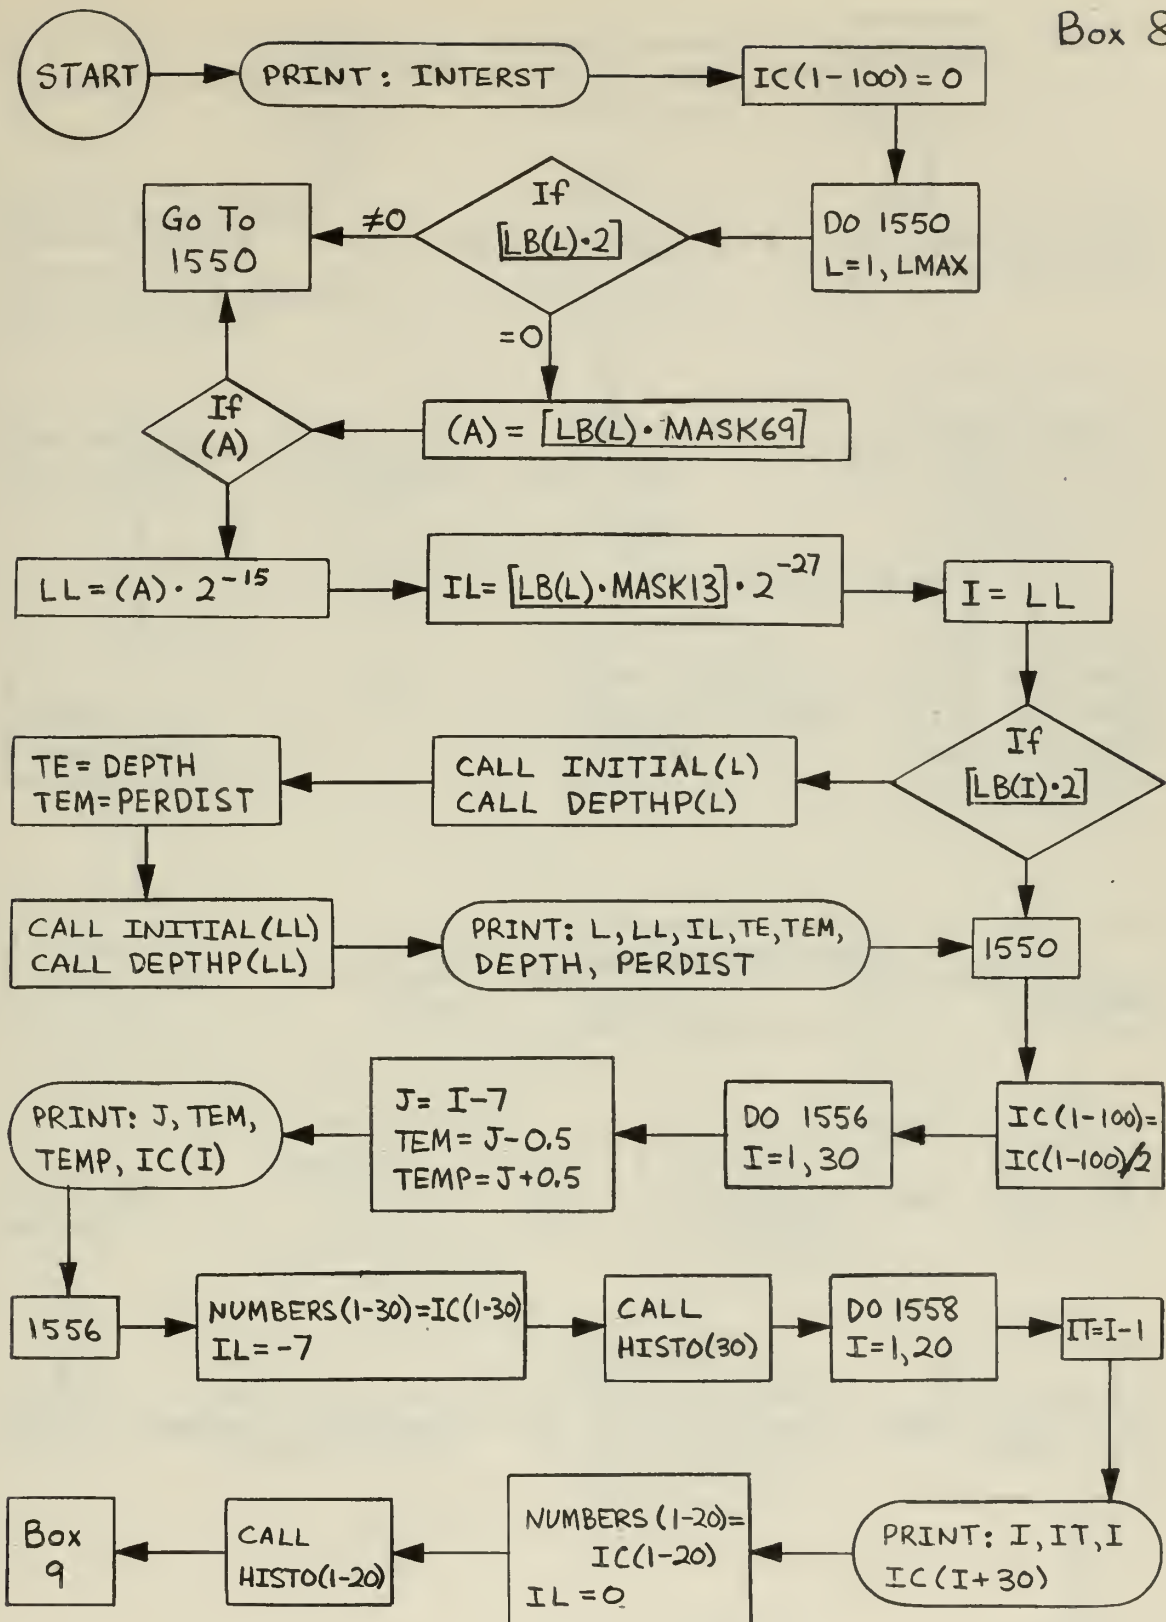 Box 8
START
PRINT: INTERST
IC(1-100)=0
DO 1550
L=1, LMAX
If
[LB(L)·2]
≠0
Go To
1550
=0
(A) = [LB(L)·MASK69]
If
(A)
LL=(A)·2^-15
IL=[LB(L)·MASK13]·2^-27
I= LL
If
[LB(I)·2]
CALL INITIAL(L)
CALL DEPTHP(L)
TE=DEPTH
TEM=PERDIST
CALL INITIAL(LL)
CALL DEPTHP(LL)
PRINT: L, LL, IL, TE, TEM,
DEPTH, PERDIST
1550
IC(1-100)=
IC(1-100)/2
DO 1556
I=1,30
J= I-7
TEM= J-0.5
TEMP=J+0.5
PRINT: J, TEM,
TEMP, IC(I)
1556
NUMBERS(1-30)=IC(1-30)
IL=-7
CALL
HISTO(30)
DO 1558
I=1,20
IT=I-1
PRINT: I, IT, I
IC(I+30)
NUMBERS(1-20)=
IC(1-20)
IL=0
CALL
HISTO(1-20)
Box
9